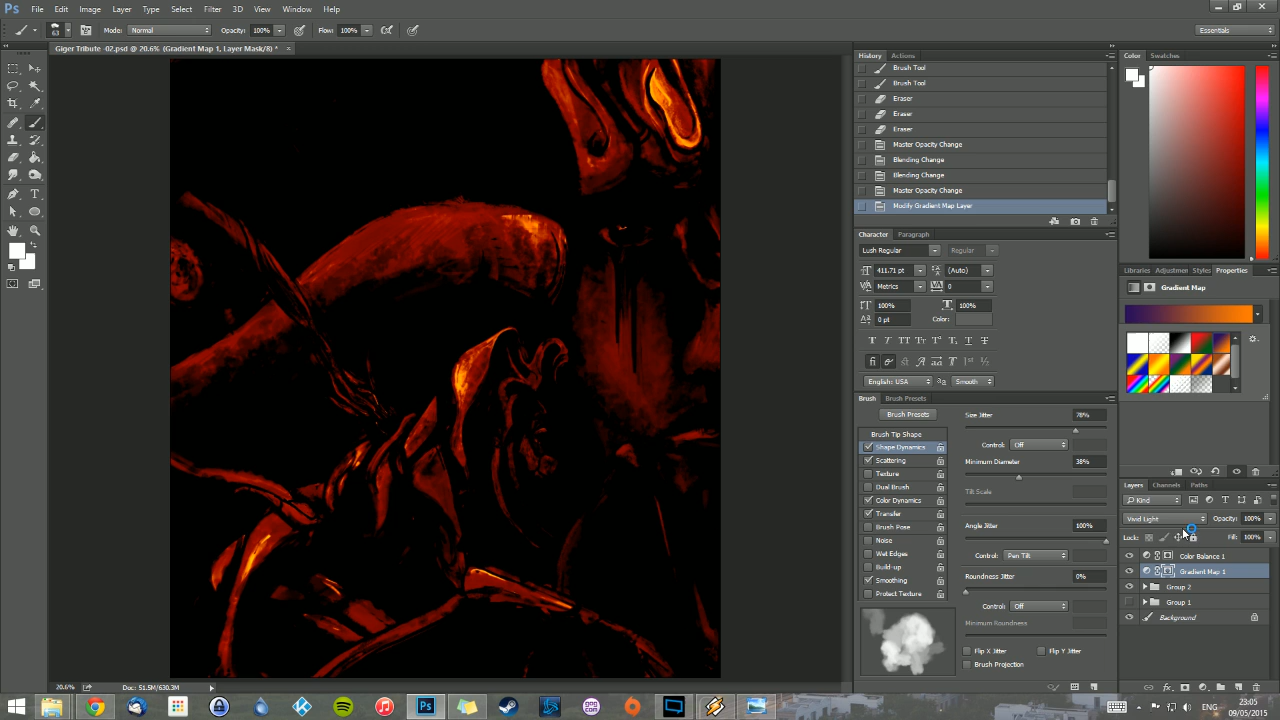 Ps File Edit Image Layer Type Select Filter 3D View Window Help
63 Mode: Normal Opacity: 100% Flow: 100% Essentials
Giger Tribute -02.psd @ 20.6% (Gradient Map 1, Layer Mask/8) * ×
History Actions
Brush Tool
Brush Tool
Eraser
Eraser
Eraser
Master Opacity Change
Blending Change
Blending Change
Master Opacity Change
Modify Gradient Map Layer
Character Paragraph
Lush Regular Regular
411.71 pt (Auto)
Metrics 0
100% 100%
0 pt Color:
English: USA Smooth
Brush Brush Presets
Brush Presets
Brush Tip Shape
Shape Dynamics
Scattering
Texture
Dual Brush
Color Dynamics
Transfer
Brush Pose
Noise
Wet Edges
Build-up
Smoothing
Protect Texture
Size Jitter 78%
Control: Off
Minimum Diameter 38%
Tilt Scale
Angle Jitter 100%
Control: Pen Tilt
Roundness Jitter 0%
Control: Off
Minimum Roundness
Flip X Jitter Flip Y Jitter
Brush Projection
Color Swatches
Libraries Adjustmen Styles Properties
Gradient Map
Layers Channels Paths
Kind
Vivid Light Opacity: 100%
Lock: Fill: 100%
Color Balance 1
Gradient Map 1
Group 2
Group 1
Background
20.6% Doc: 51.5M/630.3M
ENG
23:05
09/05/2015